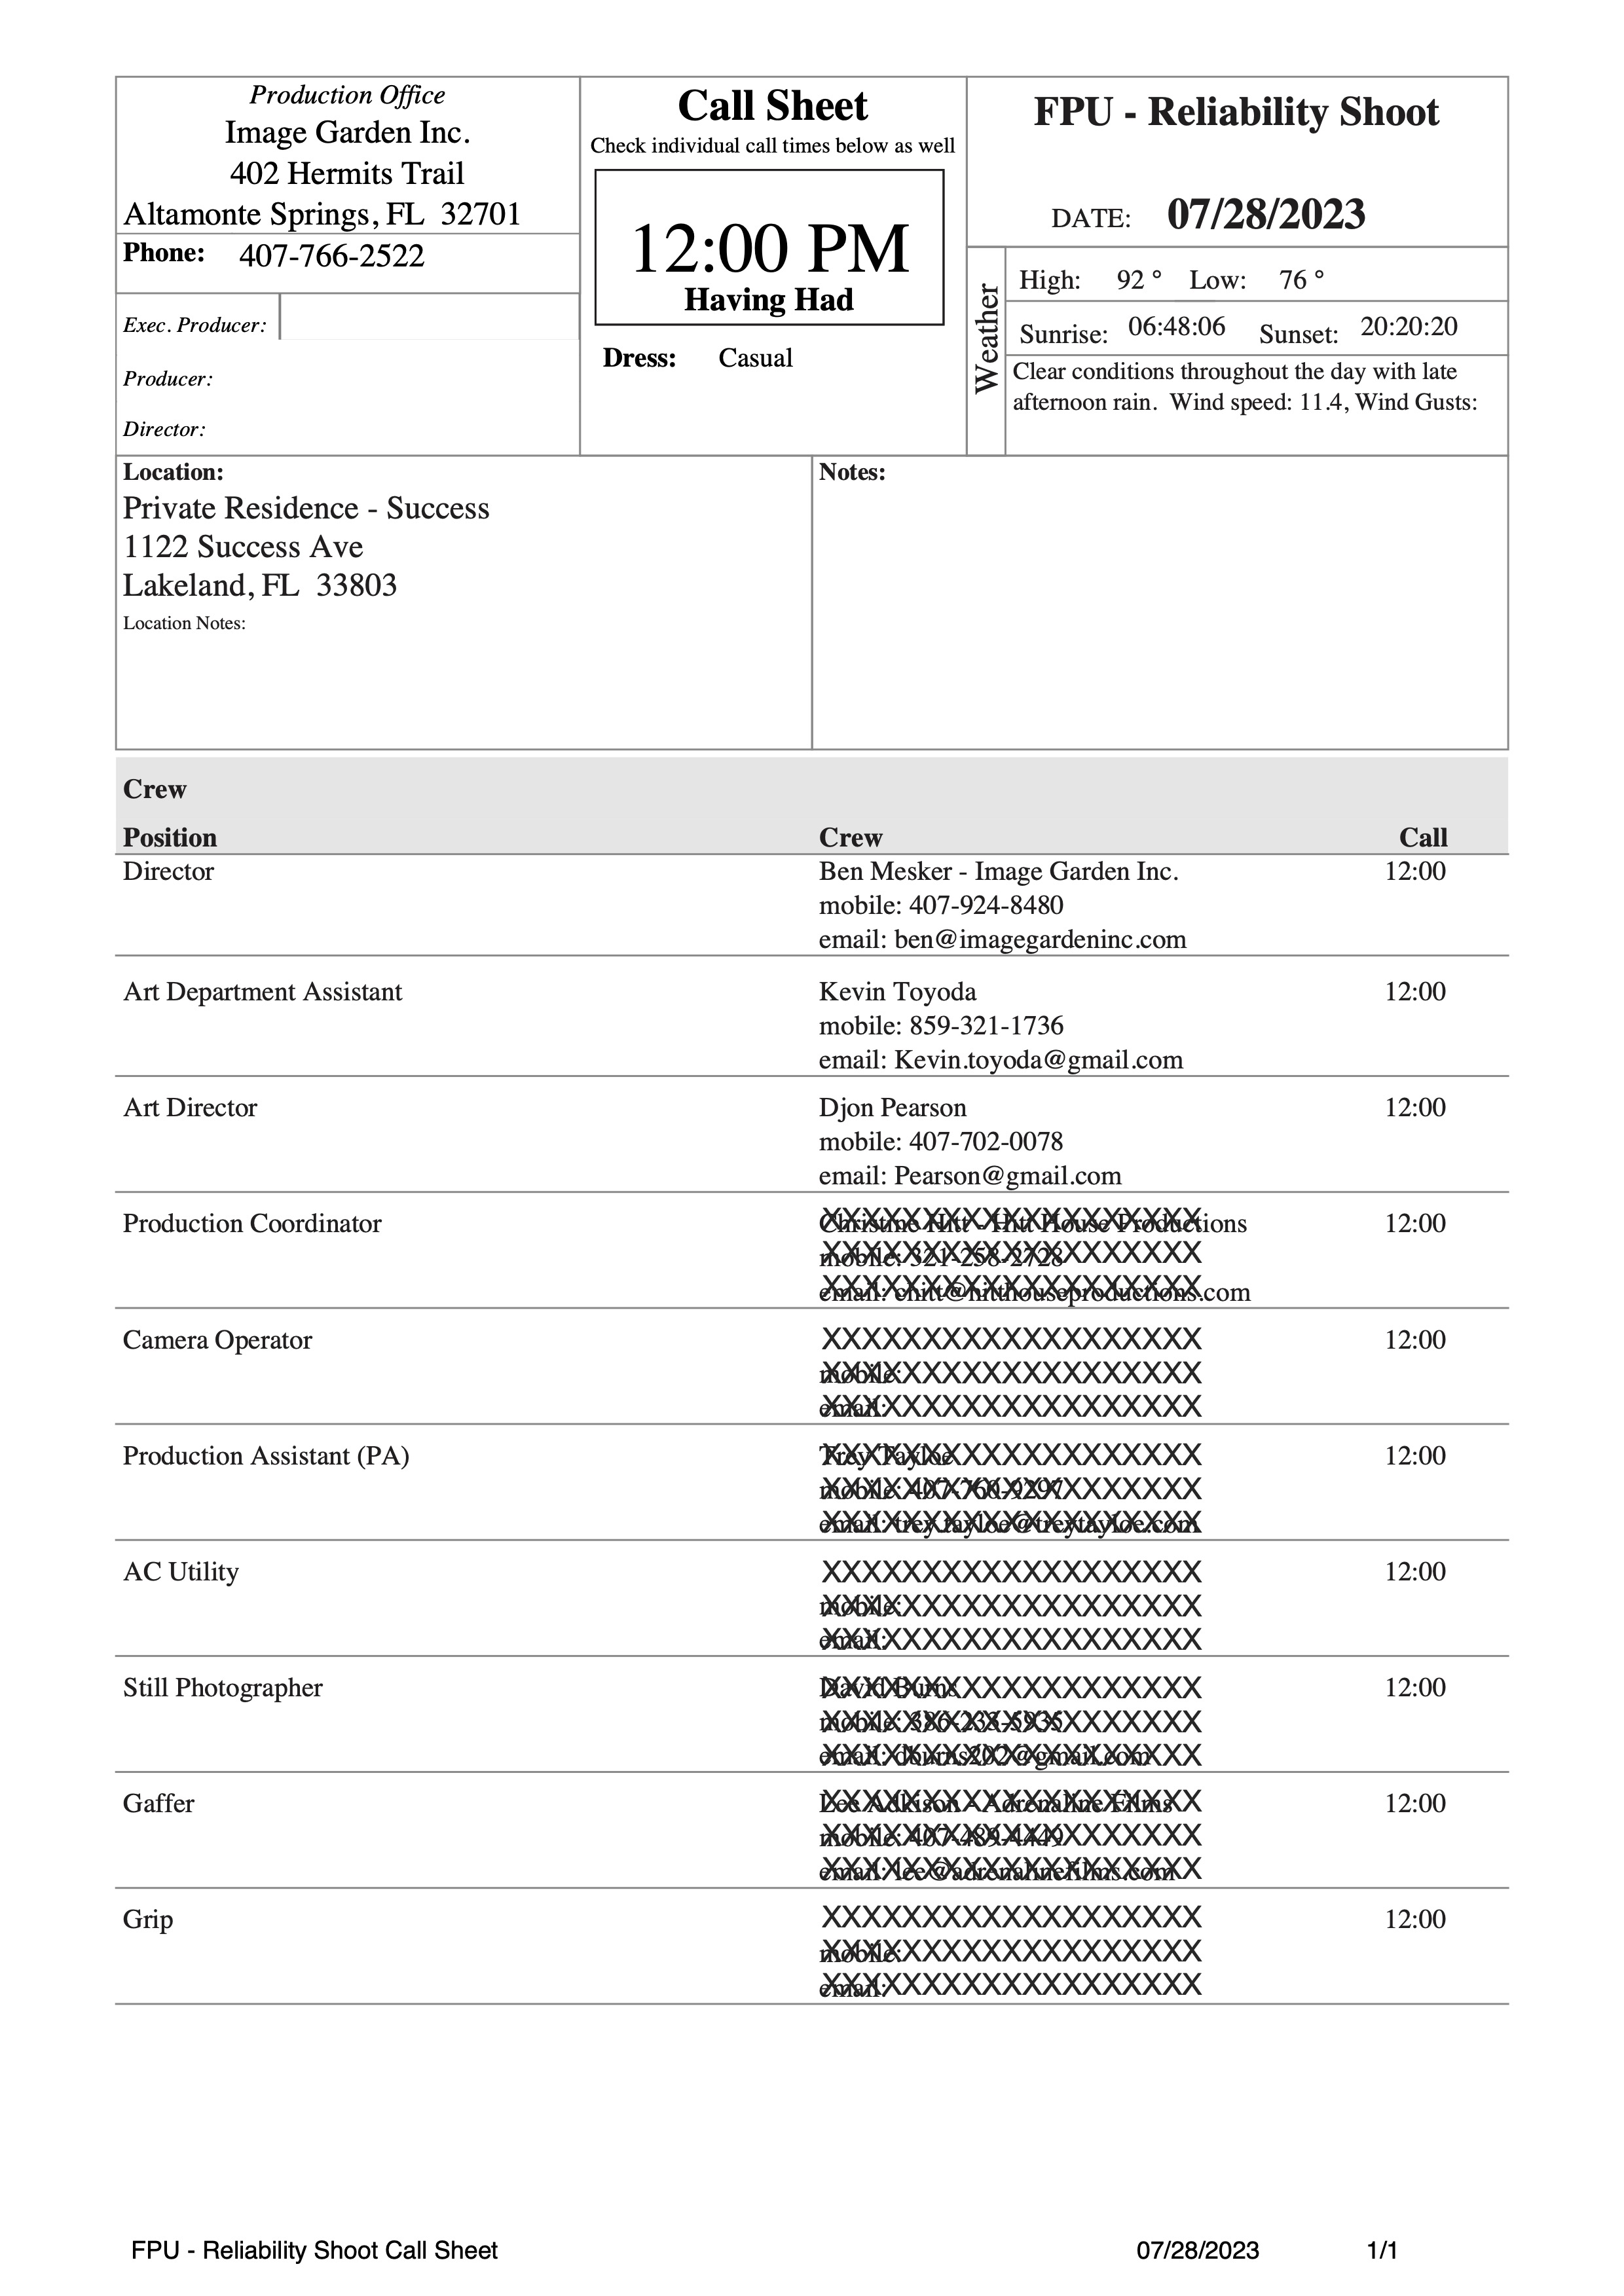 Production Office
Image Garden Inc.
402 Hermits Trail
Altamonte Springs, FL 32701
Phone: 407-766-2522
Exec. Producer:
Producer:
Director:
Call Sheet
Check individual call times below as well
12:00 PM
Having Had
Dress: Casual
FPU - Reliability Shoot
DATE: 07/28/2023
Weather
High: 92 ° Low: 76 °
Sunrise: 06:48:06 Sunset: 20:20:20
Clear conditions throughout the day with late
afternoon rain. Wind speed: 11.4, Wind Gusts:
Location:
Private Residence - Success
1122 Success Ave
Lakeland, FL 33803
Location Notes:
Notes:
Crew
Position Crew Call
Director Ben Mesker - Image Garden Inc. 12:00
mobile: 407-924-8480
email: ben@imagegardeninc.com
Art Department Assistant Kevin Toyoda 12:00
mobile: 859-321-1736
email: Kevin.toyoda@gmail.com
Art Director Djon Pearson 12:00
mobile: 407-702-0078
email: Pearson@gmail.com
Production Coordinator XXXXXXXXXXXXXXXXXXX 12:00
XXXXXXXXXXXXXXXXXXX
XXXXXXXXXXXXXXXXXXX
Camera Operator XXXXXXXXXXXXXXXXXXX 12:00
XXXXXXXXXXXXXXXXXXX
XXXXXXXXXXXXXXXXXXX
Production Assistant (PA) XXXXXXXXXXXXXXXXXXX 12:00
XXXXXXXXXXXXXXXXXXX
XXXXXXXXXXXXXXXXXXX
AC Utility XXXXXXXXXXXXXXXXXXX 12:00
XXXXXXXXXXXXXXXXXXX
XXXXXXXXXXXXXXXXXXX
Still Photographer XXXXXXXXXXXXXXXXXXX 12:00
XXXXXXXXXXXXXXXXXXX
XXXXXXXXXXXXXXXXXXX
Gaffer XXXXXXXXXXXXXXXXXXX 12:00
XXXXXXXXXXXXXXXXXXX
XXXXXXXXXXXXXXXXXXX
Grip XXXXXXXXXXXXXXXXXXX 12:00
XXXXXXXXXXXXXXXXXXX
XXXXXXXXXXXXXXXXXXX
FPU - Reliability Shoot Call Sheet 07/28/2023 1/1